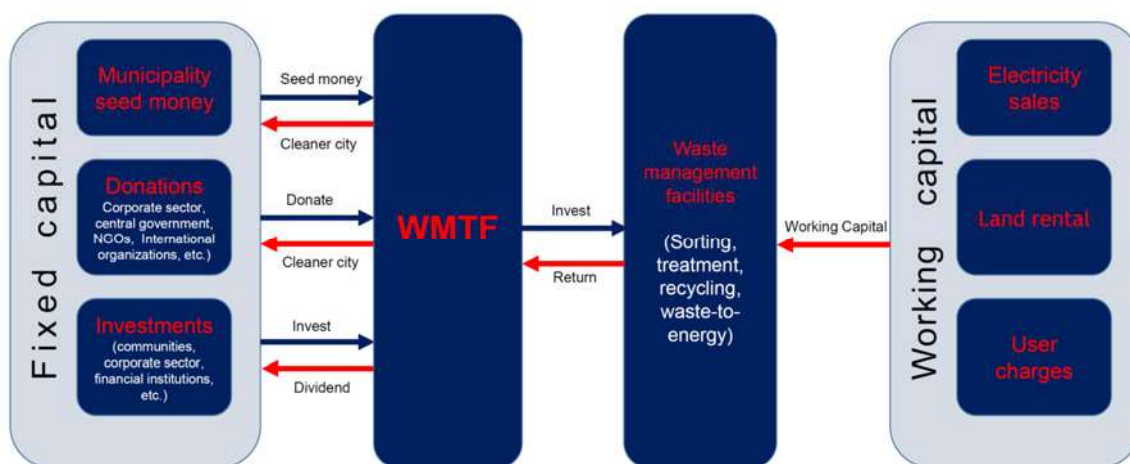 Fixed capital
Municipality
seed money
Donations
Corporate sector,
central government,
NGOs, International
organizations, etc.)
Investments
(communities,
corporate sector,
financial institutions,
etc.)
Seed money
Cleaner city
Donate
Cleaner city
Invest
Dividend
WMTF
Invest
Return
Waste
management
facilities
(Sorting,
treatment,
recycling,
waste-to-
energy)
Working Capital
Working capital
Electricity
sales
Land rental
User
charges